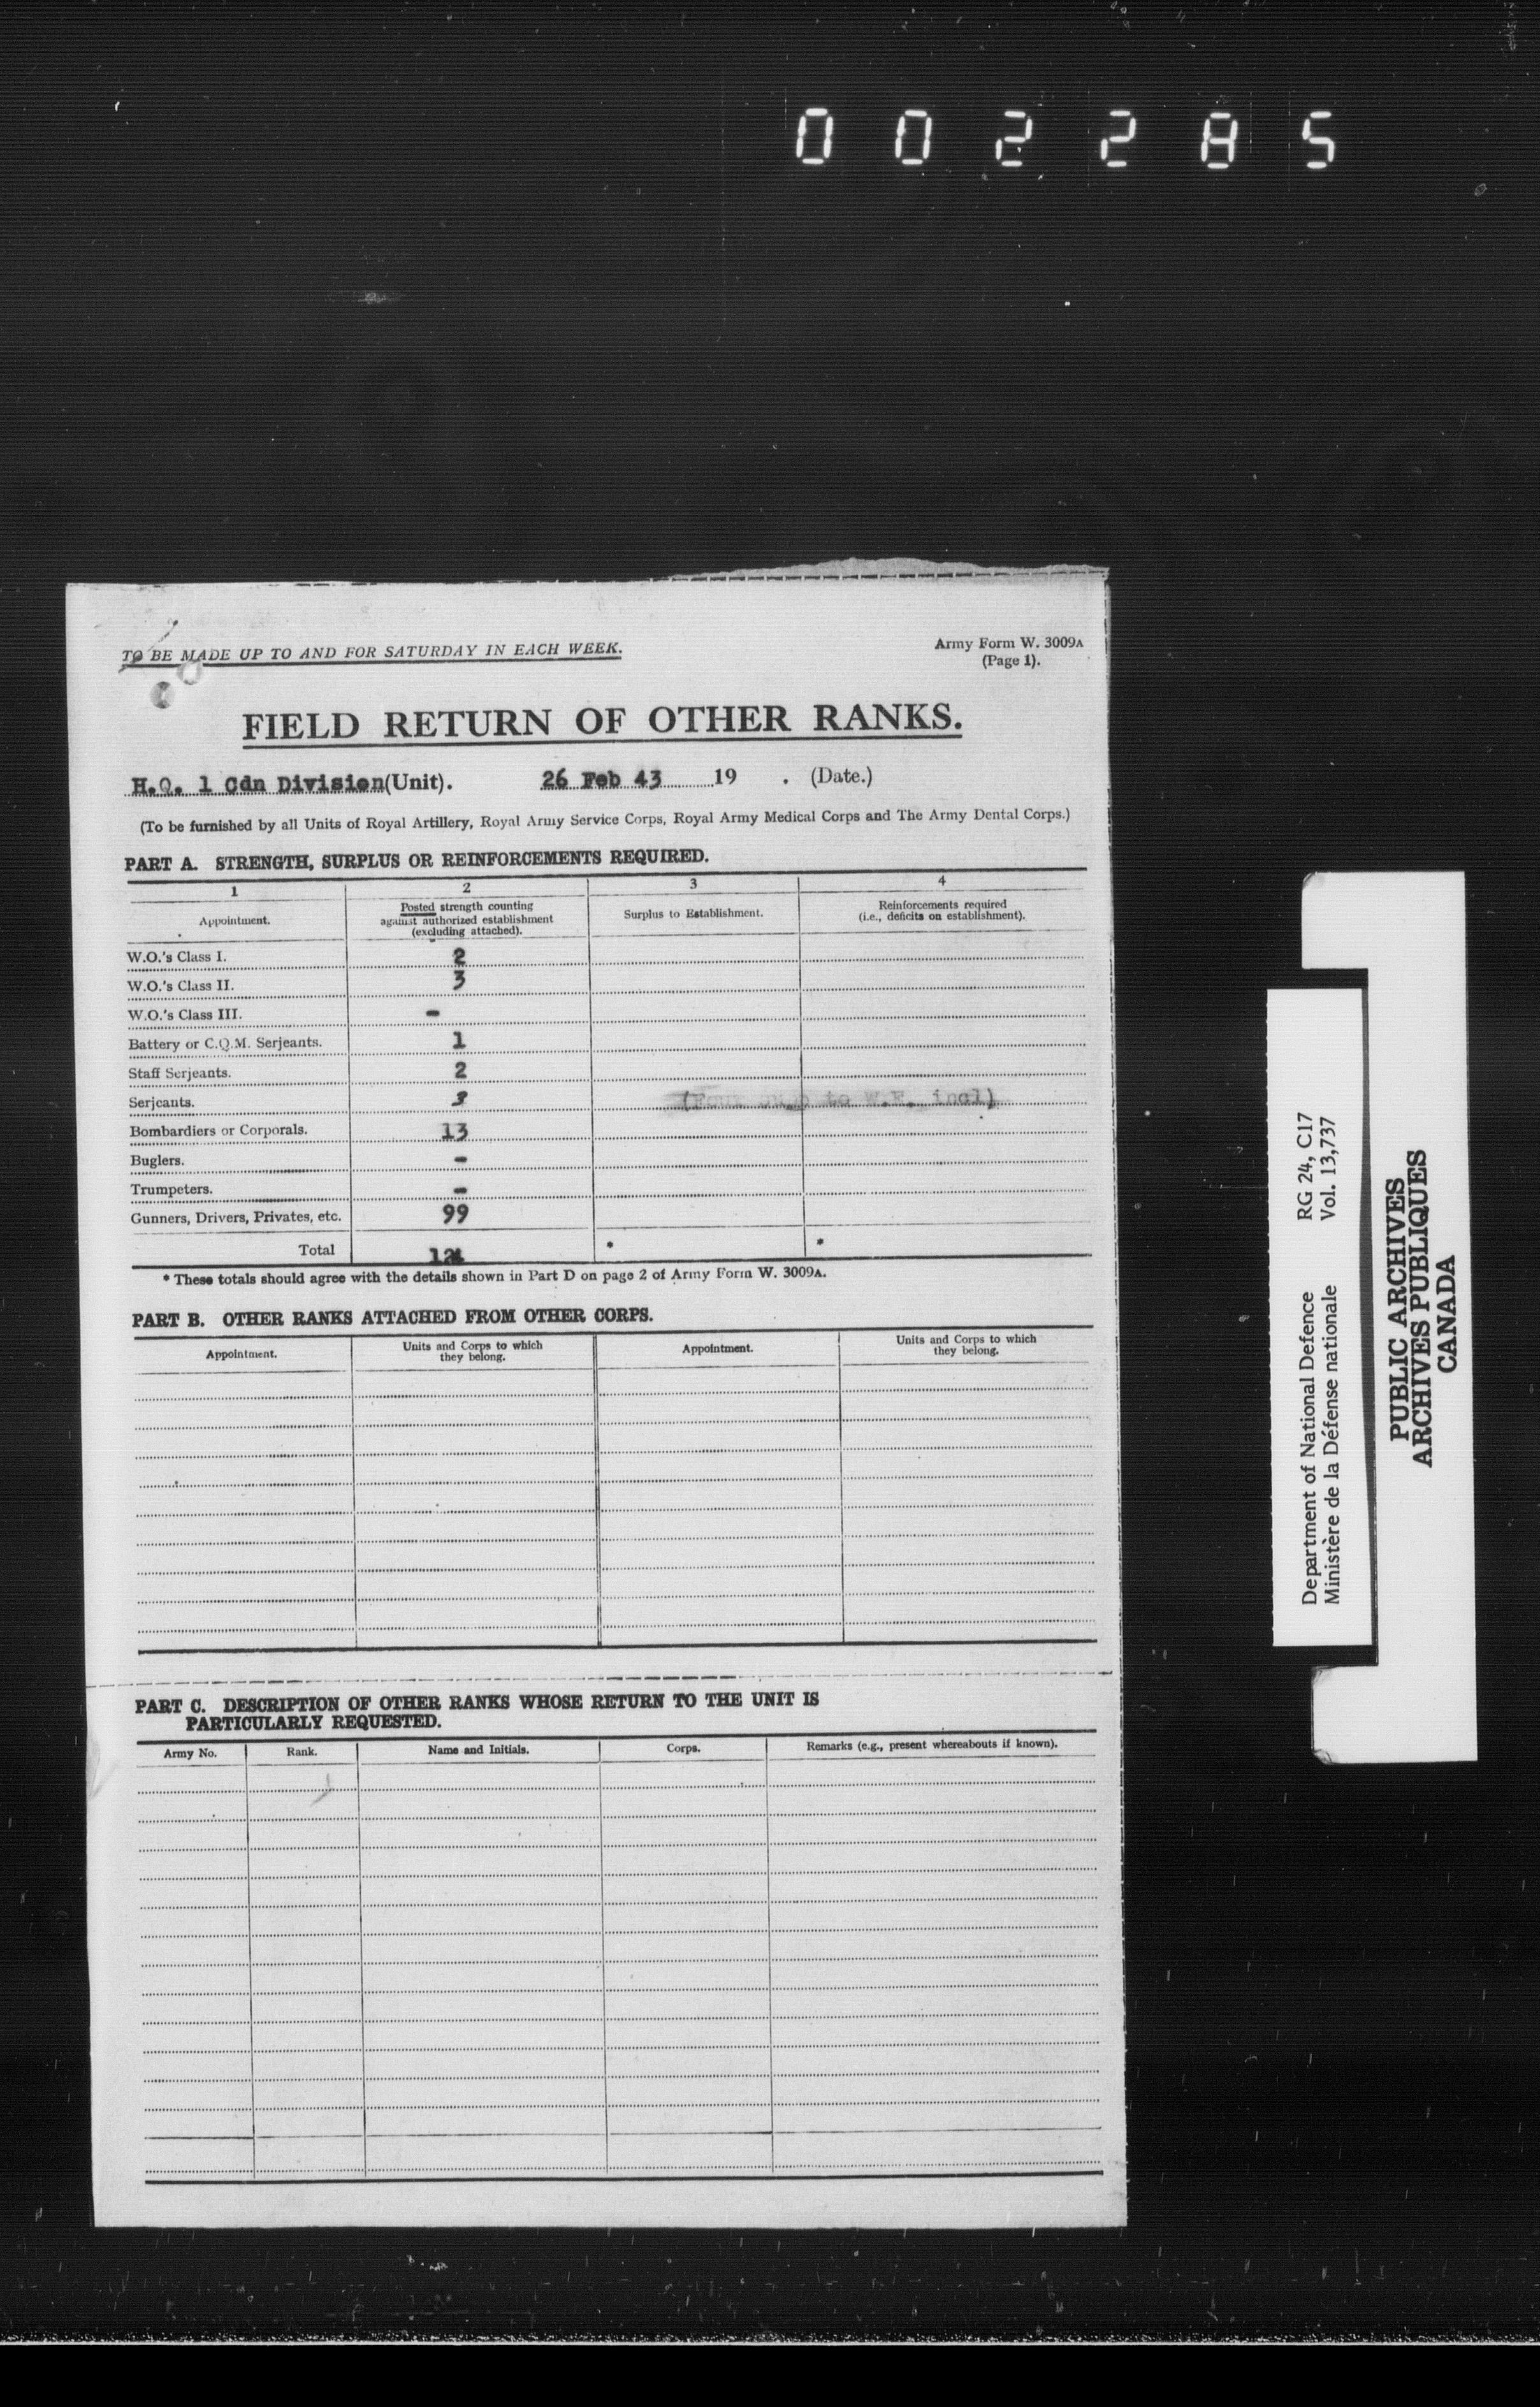 002285
TO BE MADE UP TO AND FOR SATURDAY IN EACH WEEK.
Army Form W. 3009A
(Page 1).
FIELD RETURN OF OTHER RANKS.
H.Q. 1 Cdn Division (Unit). 26 Feb 43 19 . (Date.)
(To be furnished by all Units of Royal Artillery, Royal Army Service Corps, Royal Army Medical Corps and The Army Dental Corps.)
PART A. STRENGTH, SURPLUS OR REINFORCEMENTS REQUIRED.
1 2 3 4
Appointment.
Posted strength counting
against authorized establishment
(excluding attached).
Surplus to Establishment.
Reinforcements required
(i.e., deficits on establishment).
W.O.'s Class I. 2
W.O.'s Class II. 3
W.O.'s Class III. -
Battery or C.Q.M. Serjeants. 1
Staff Serjeants. 2
Serjeants. 3 to W.E. incl)
Bombardiers or Corporals. 13
Buglers. -
Trumpeters. -
Gunners, Drivers, Privates, etc. 99
Total * *
* These totals should agree with the details shown in Part D on page 2 of Army Form W. 3009A.
PART B. OTHER RANKS ATTACHED FROM OTHER CORPS.
Appointment.
Units and Corps to which
they belong.
Appointment.
Units and Corps to which
they belong.
PART C. DESCRIPTION OF OTHER RANKS WHOSE RETURN TO THE UNIT IS
PARTICULARLY REQUESTED.
Army No. Rank. Name and Initials. Corps. Remarks (e.g., present whereabouts if known).
Department of National Defence RG 24, C17
Ministère de la Défense nationale Vol. 13,737
PUBLIC ARCHIVES
ARCHIVES PUBLIQUES
CANADA